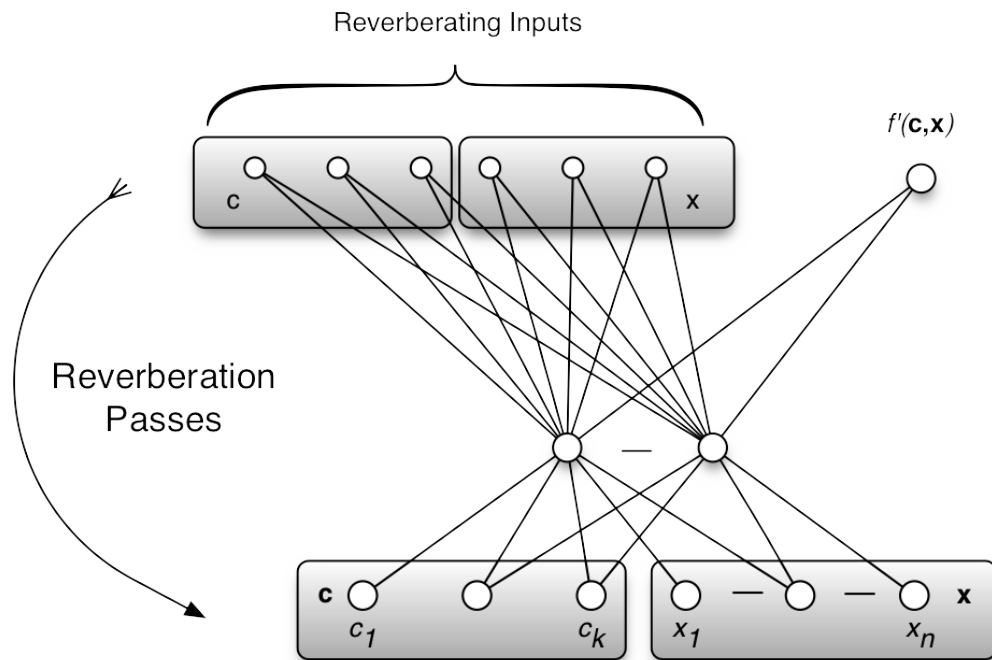 Reverberating Inputs
f'(c,x)
c
x
Reverberation
Passes
—
c — — x
c1 ck x1 xn